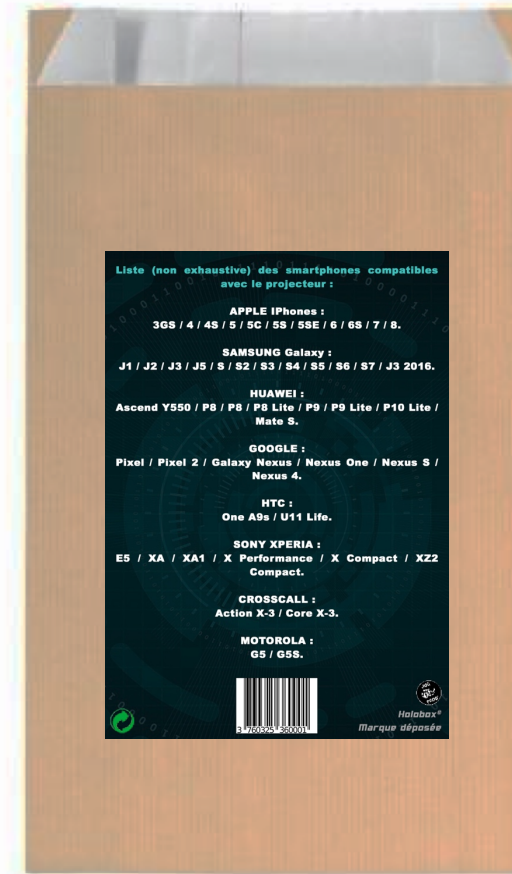 Liste (non exhaustive) des smartphones compatibles
avec le projecteur :
APPLE IPhones :
3GS / 4 / 4S / 5 / 5C / 5S / 5SE / 6 / 6S / 7 / 8.
SAMSUNG Galaxy :
J1 / J2 / J3 / J5 / S / S2 / S3 / S4 / S5 / S6 / S7 / J3 2016.
HUAWEI :
Ascend Y550 / P8 / P8 / P8 Lite / P9 / P9 Lite / P10 Lite /
Mate S.
GOOGLE :
Pixel / Pixel 2 / Galaxy Nexus / Nexus One / Nexus S /
Nexus 4.
HTC :
One A9s / U11 Life.
SONY XPERIA :
E5 / XA / XA1 / X Performance / X Compact / XZ2
Compact.
CROSSCALL :
Action X-3 / Core X-3.
MOTOROLA :
G5 / G5S.
3 760325 360001
Holobox®
Marque déposée